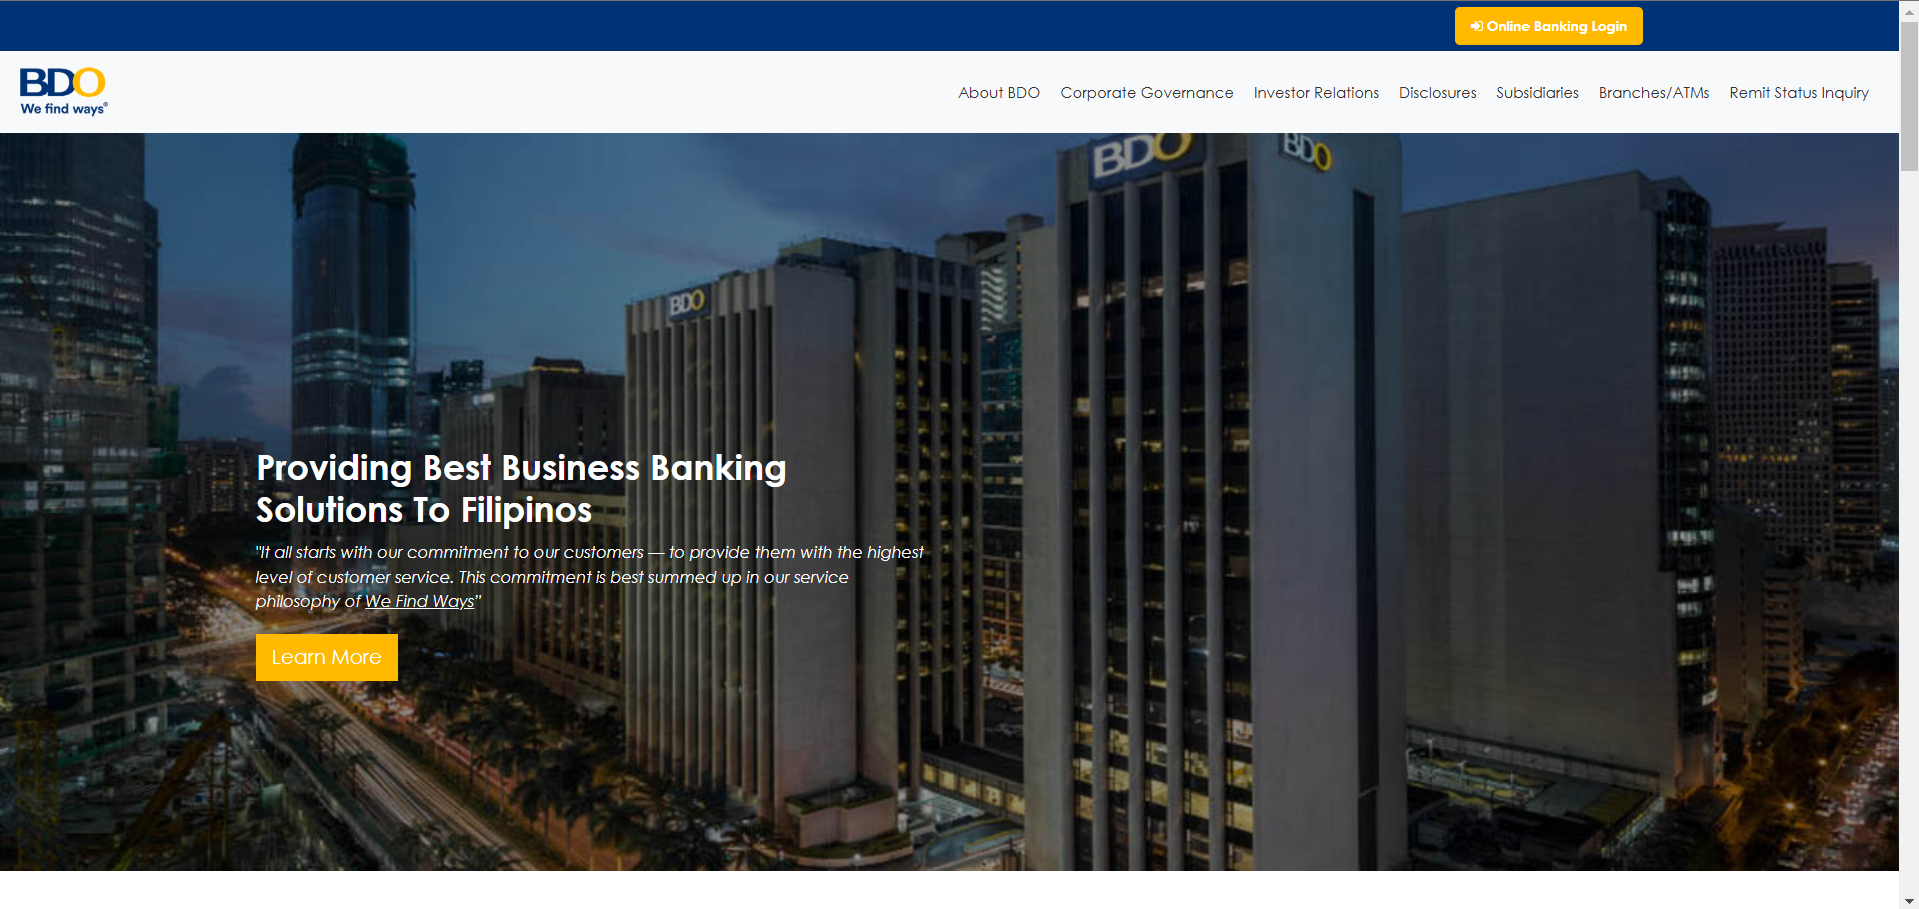 Online Banking Login
BDO
We find ways®
About BDO Corporate Governance Investor Relations Disclosures Subsidiaries Branches/ATMs Remit Status Inquiry
BDO
BDO
BDO
Providing Best Business Banking
Solutions To Filipinos
"It all starts with our commitment to our customers — to provide them with the highest
level of customer service. This commitment is best summed up in our service
philosophy of We Find Ways”
Learn More